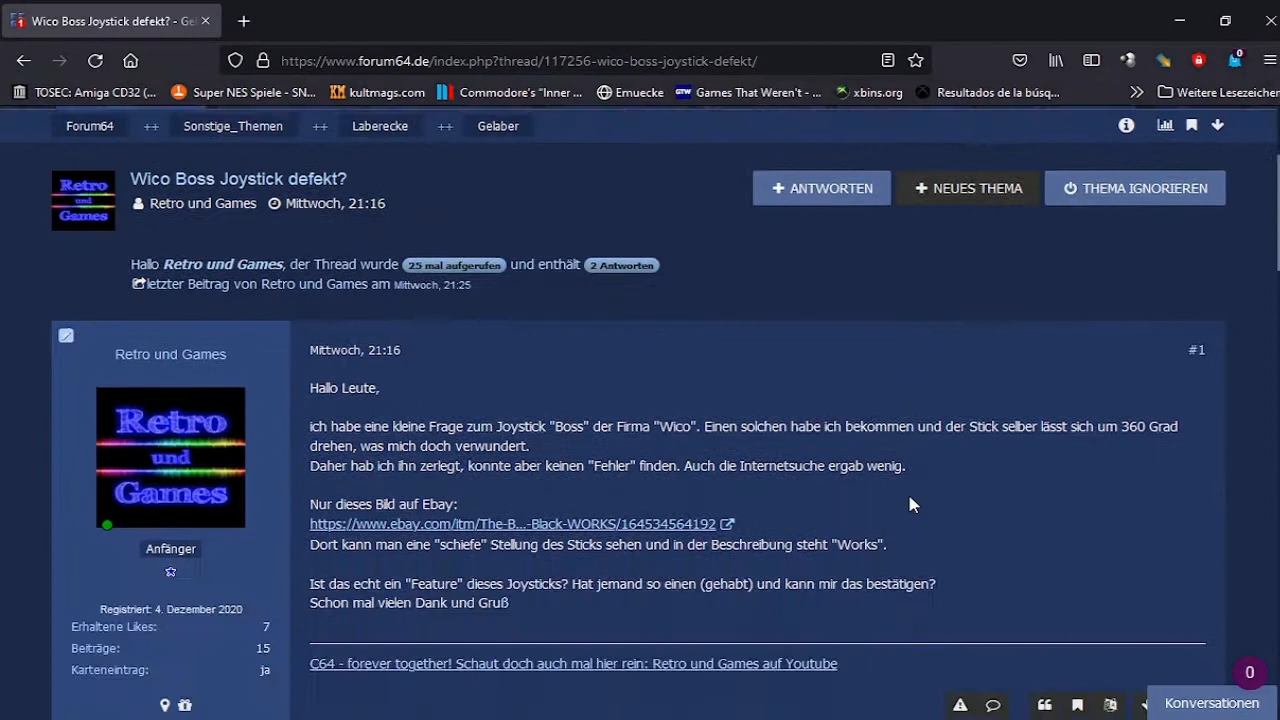 Wico Boss Joystick defekt? - Gel
https://www.forum64.de/index.php?thread/117256-wico-boss-joystick-defekt/
0
TOSEC: Amiga CD32 (... Super NES Spiele - SN... kultmags.com Commodore's "Inner ... Emuecke GTW Games That Weren't - ... xbins.org Resultados de la búsq... Weitere Lesezeichen
Forum64 ++ Sonstige_Themen ++ Laberecke ++ Gelaber
Retro
und
Games
Wico Boss Joystick defekt?
Retro und Games Mittwoch, 21:16
+ ANTWORTEN + NEUES THEMA THEMA IGNORIEREN
Hallo Retro und Games, der Thread wurde 25 mal aufgerufen und enthält 2 Antworten
letzter Beitrag von Retro und Games am Mittwoch, 21:25
Retro und Games
Retro
und
Games
Anfänger
Registriert: 4. Dezember 2020
Erhaltene Likes: 7
Beiträge: 15
Karteneintrag: ja
Mittwoch, 21:16 #1
Hallo Leute,
ich habe eine kleine Frage zum Joystick "Boss" der Firma "Wico". Einen solchen habe ich bekommen und der Stick selber lässt sich um 360 Grad
drehen, was mich doch verwundert.
Daher hab ich ihn zerlegt, konnte aber keinen "Fehler" finden. Auch die Internetsuche ergab wenig.
Nur dieses Bild auf Ebay:
https://www.ebay.com/itm/The-B...-Black-WORKS/164534564192
Dort kann man eine "schiefe" Stellung des Sticks sehen und in der Beschreibung steht "Works".
Ist das echt ein "Feature" dieses Joysticks? Hat jemand so einen (gehabt) und kann mir das bestätigen?
Schon mal vielen Dank und Gruß
C64 - forever together! Schaut doch auch mal hier rein: Retro und Games auf Youtube
0
Konversationen